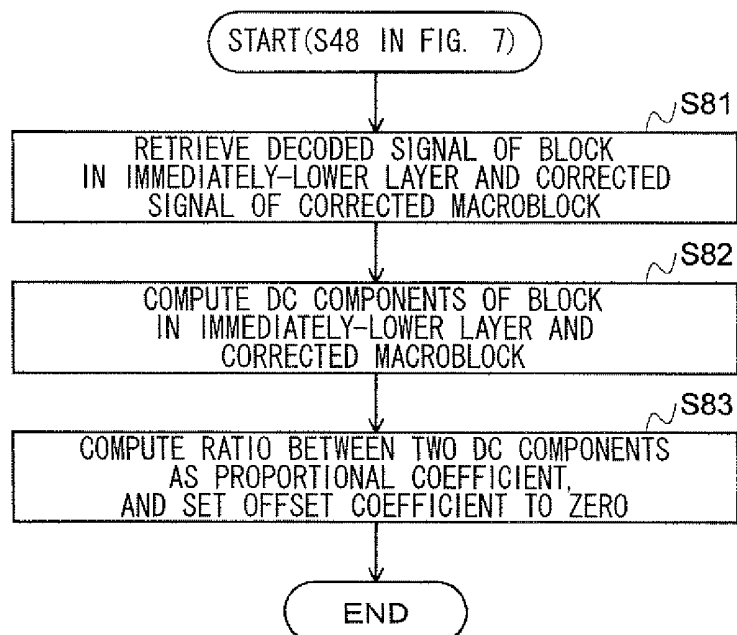 START(S48 IN FIG. 7)
S81
RETRIEVE DECODED SIGNAL OF BLOCK
IN IMMEDIATELY-LOWER LAYER AND CORRECTED
SIGNAL OF CORRECTED MACROBLOCK
S82
COMPUTE DC COMPONENTS OF BLOCK
IN IMMEDIATELY-LOWER LAYER AND
CORRECTED MACROBLOCK
S83
COMPUTE RATIO BETWEEN TWO DC COMPONENTS
AS PROPORTIONAL COEFFICIENT,
AND SET OFFSET COEFFICIENT TO ZERO
END